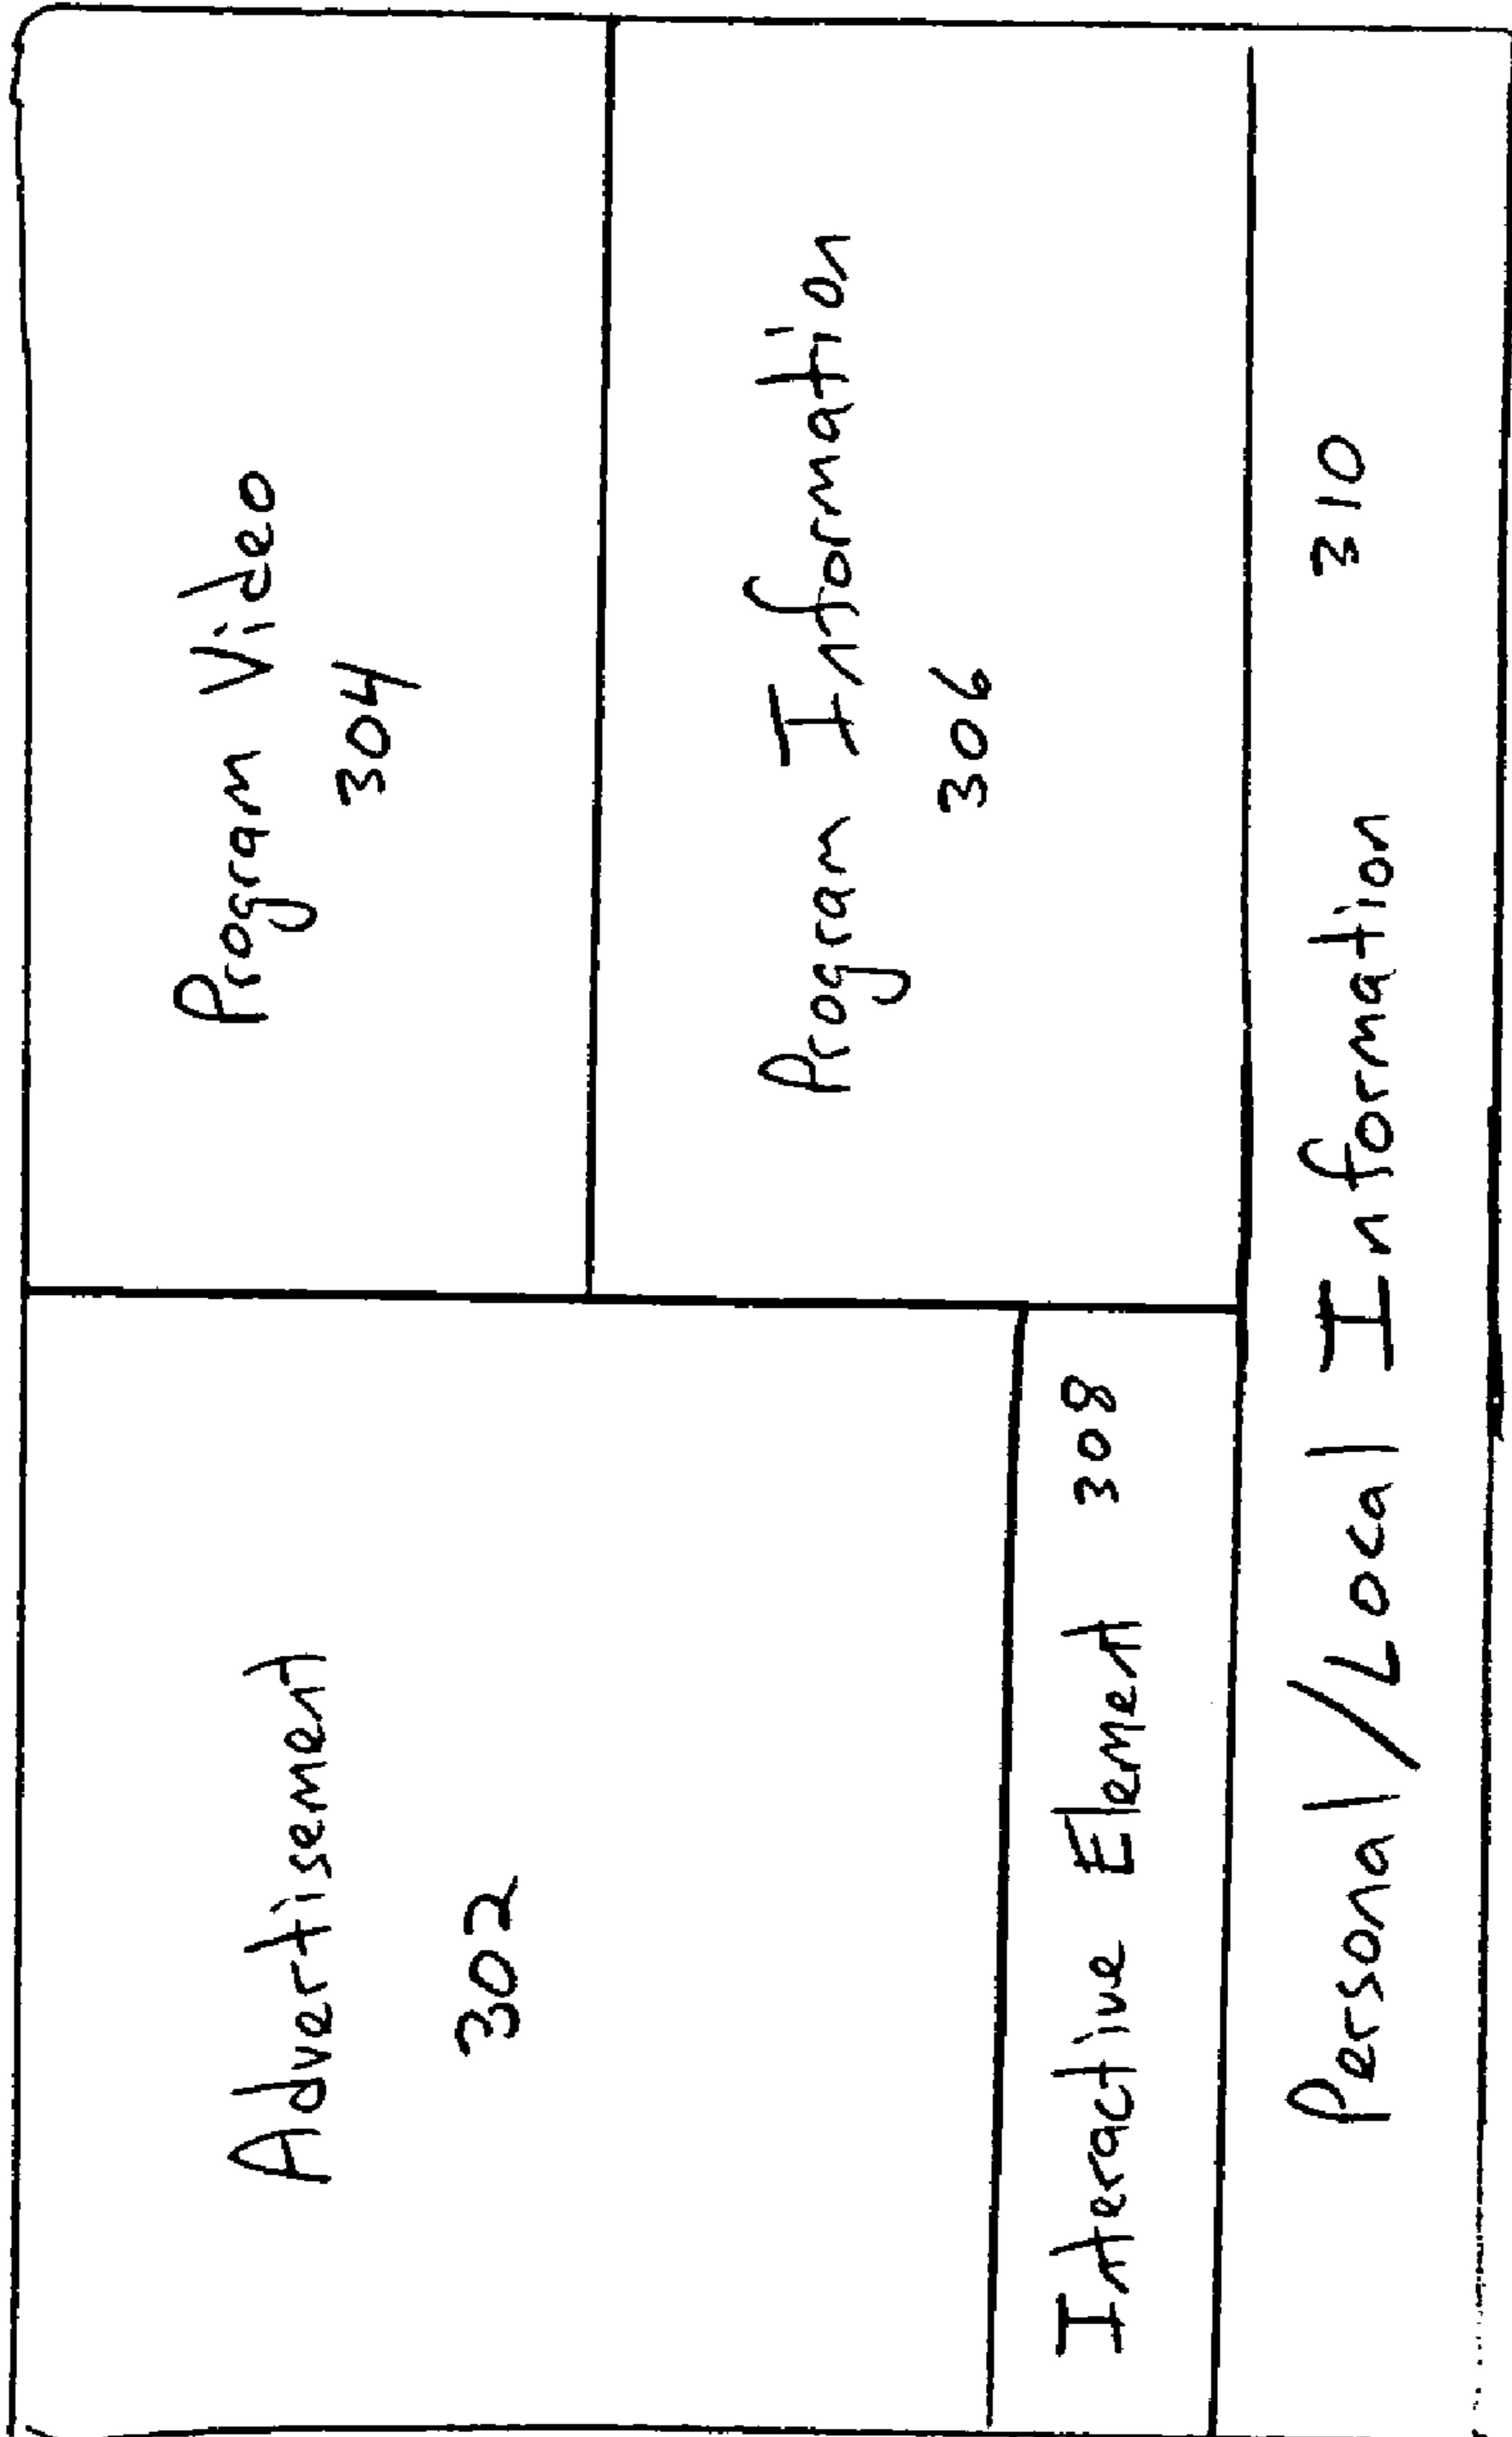 Advertisement
302
Interactive Element 308
Program Video
304
Program Information
306
Personal/Local Information 310